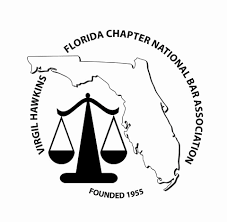 VIRGIL HAWKINS
FLORIDA CHAPTER NATIONAL BAR ASSOCIATION
FOUNDED 1955